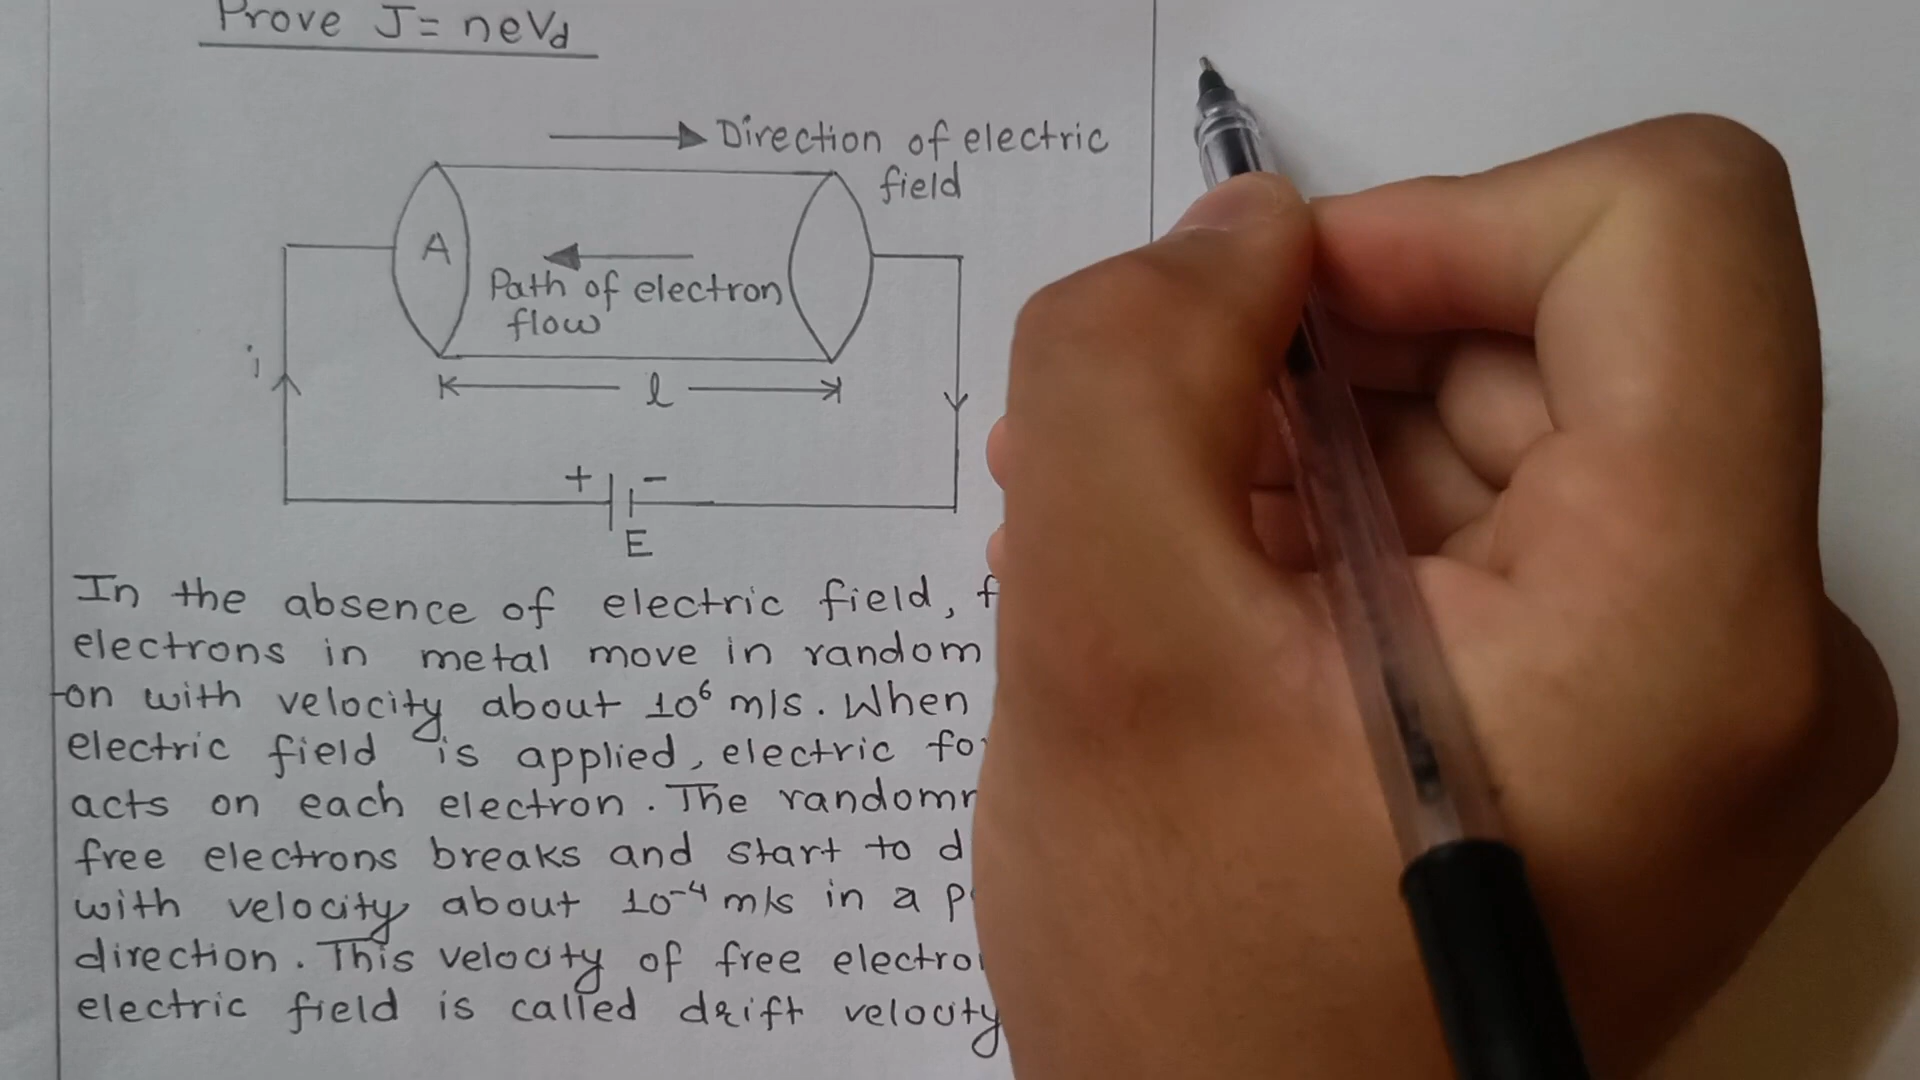 Prove J = neVd
Direction of electric
field
A
Path of electron
flow
i
l
+ -
E
In the absence of electric field,
electrons in metal move in random
-on with velocity about 10⁶ m/s. When
electric field is applied, electric
acts on each electron. The
free electrons breaks and start to
with velocity about 10⁻⁴ m/s in a
direction. This velocity of free
electric field is called drift velocity